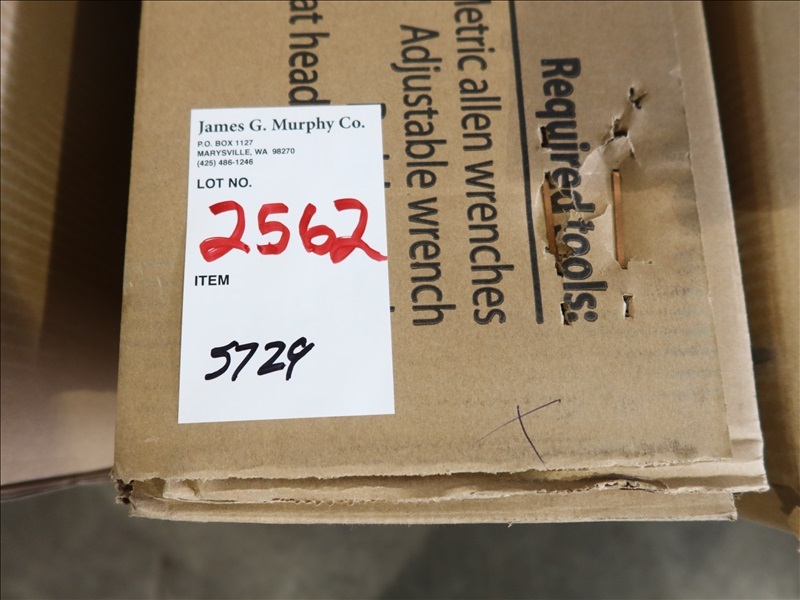 James G. Murphy Co.
P.O. BOX 1127
MARYSVILLE, WA 98270
(425) 486-1246
LOT NO.
2562
ITEM
5729
Required tools:
etric allen wrenches
Adjustable wrench
at head